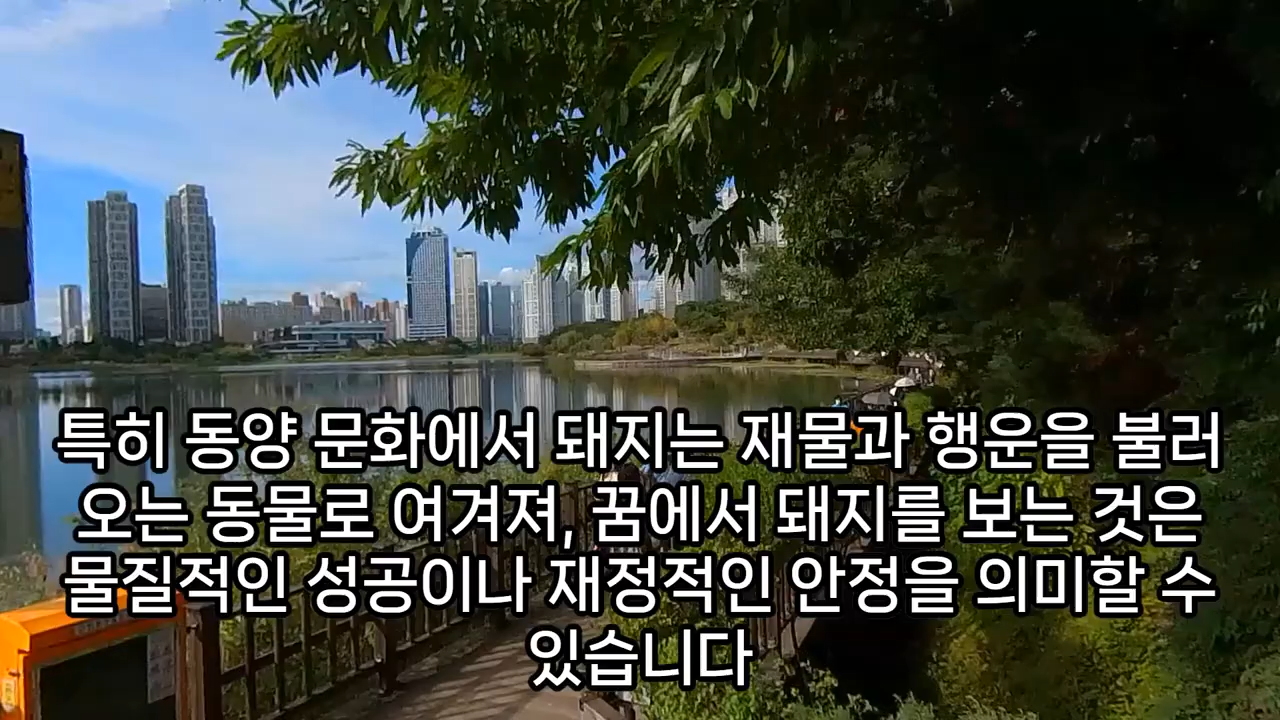 특히 동양 문화에서 돼지는 재물과 행운을 불러
오는 동물로 여겨져, 꿈에서 돼지를 보는 것은
물질적인 성공이나 재정적인 안정을 의미할 수
있습니다